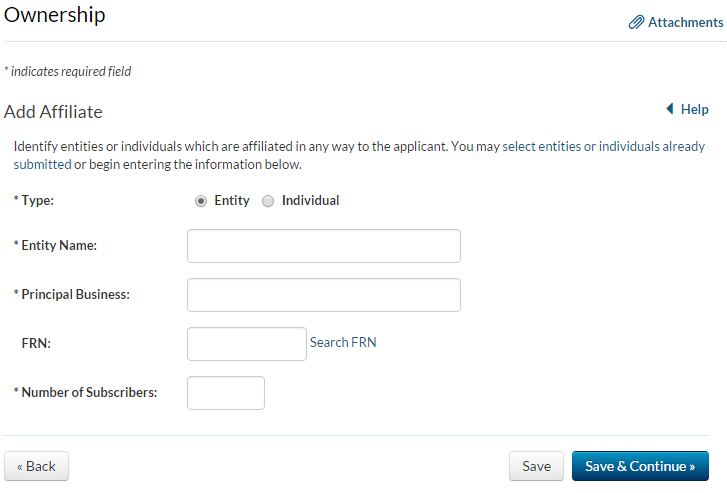 Ownership
Attachments
* indicates required field
Add Affiliate
Help
Identify entities or individuals which are affiliated in any way to the applicant. You may select entities or individuals already
submitted or begin entering the information below.
* Type: Entity Individual
* Entity Name:
* Principal Business:
FRN: Search FRN
* Number of Subscribers:
« Back Save Save & Continue »